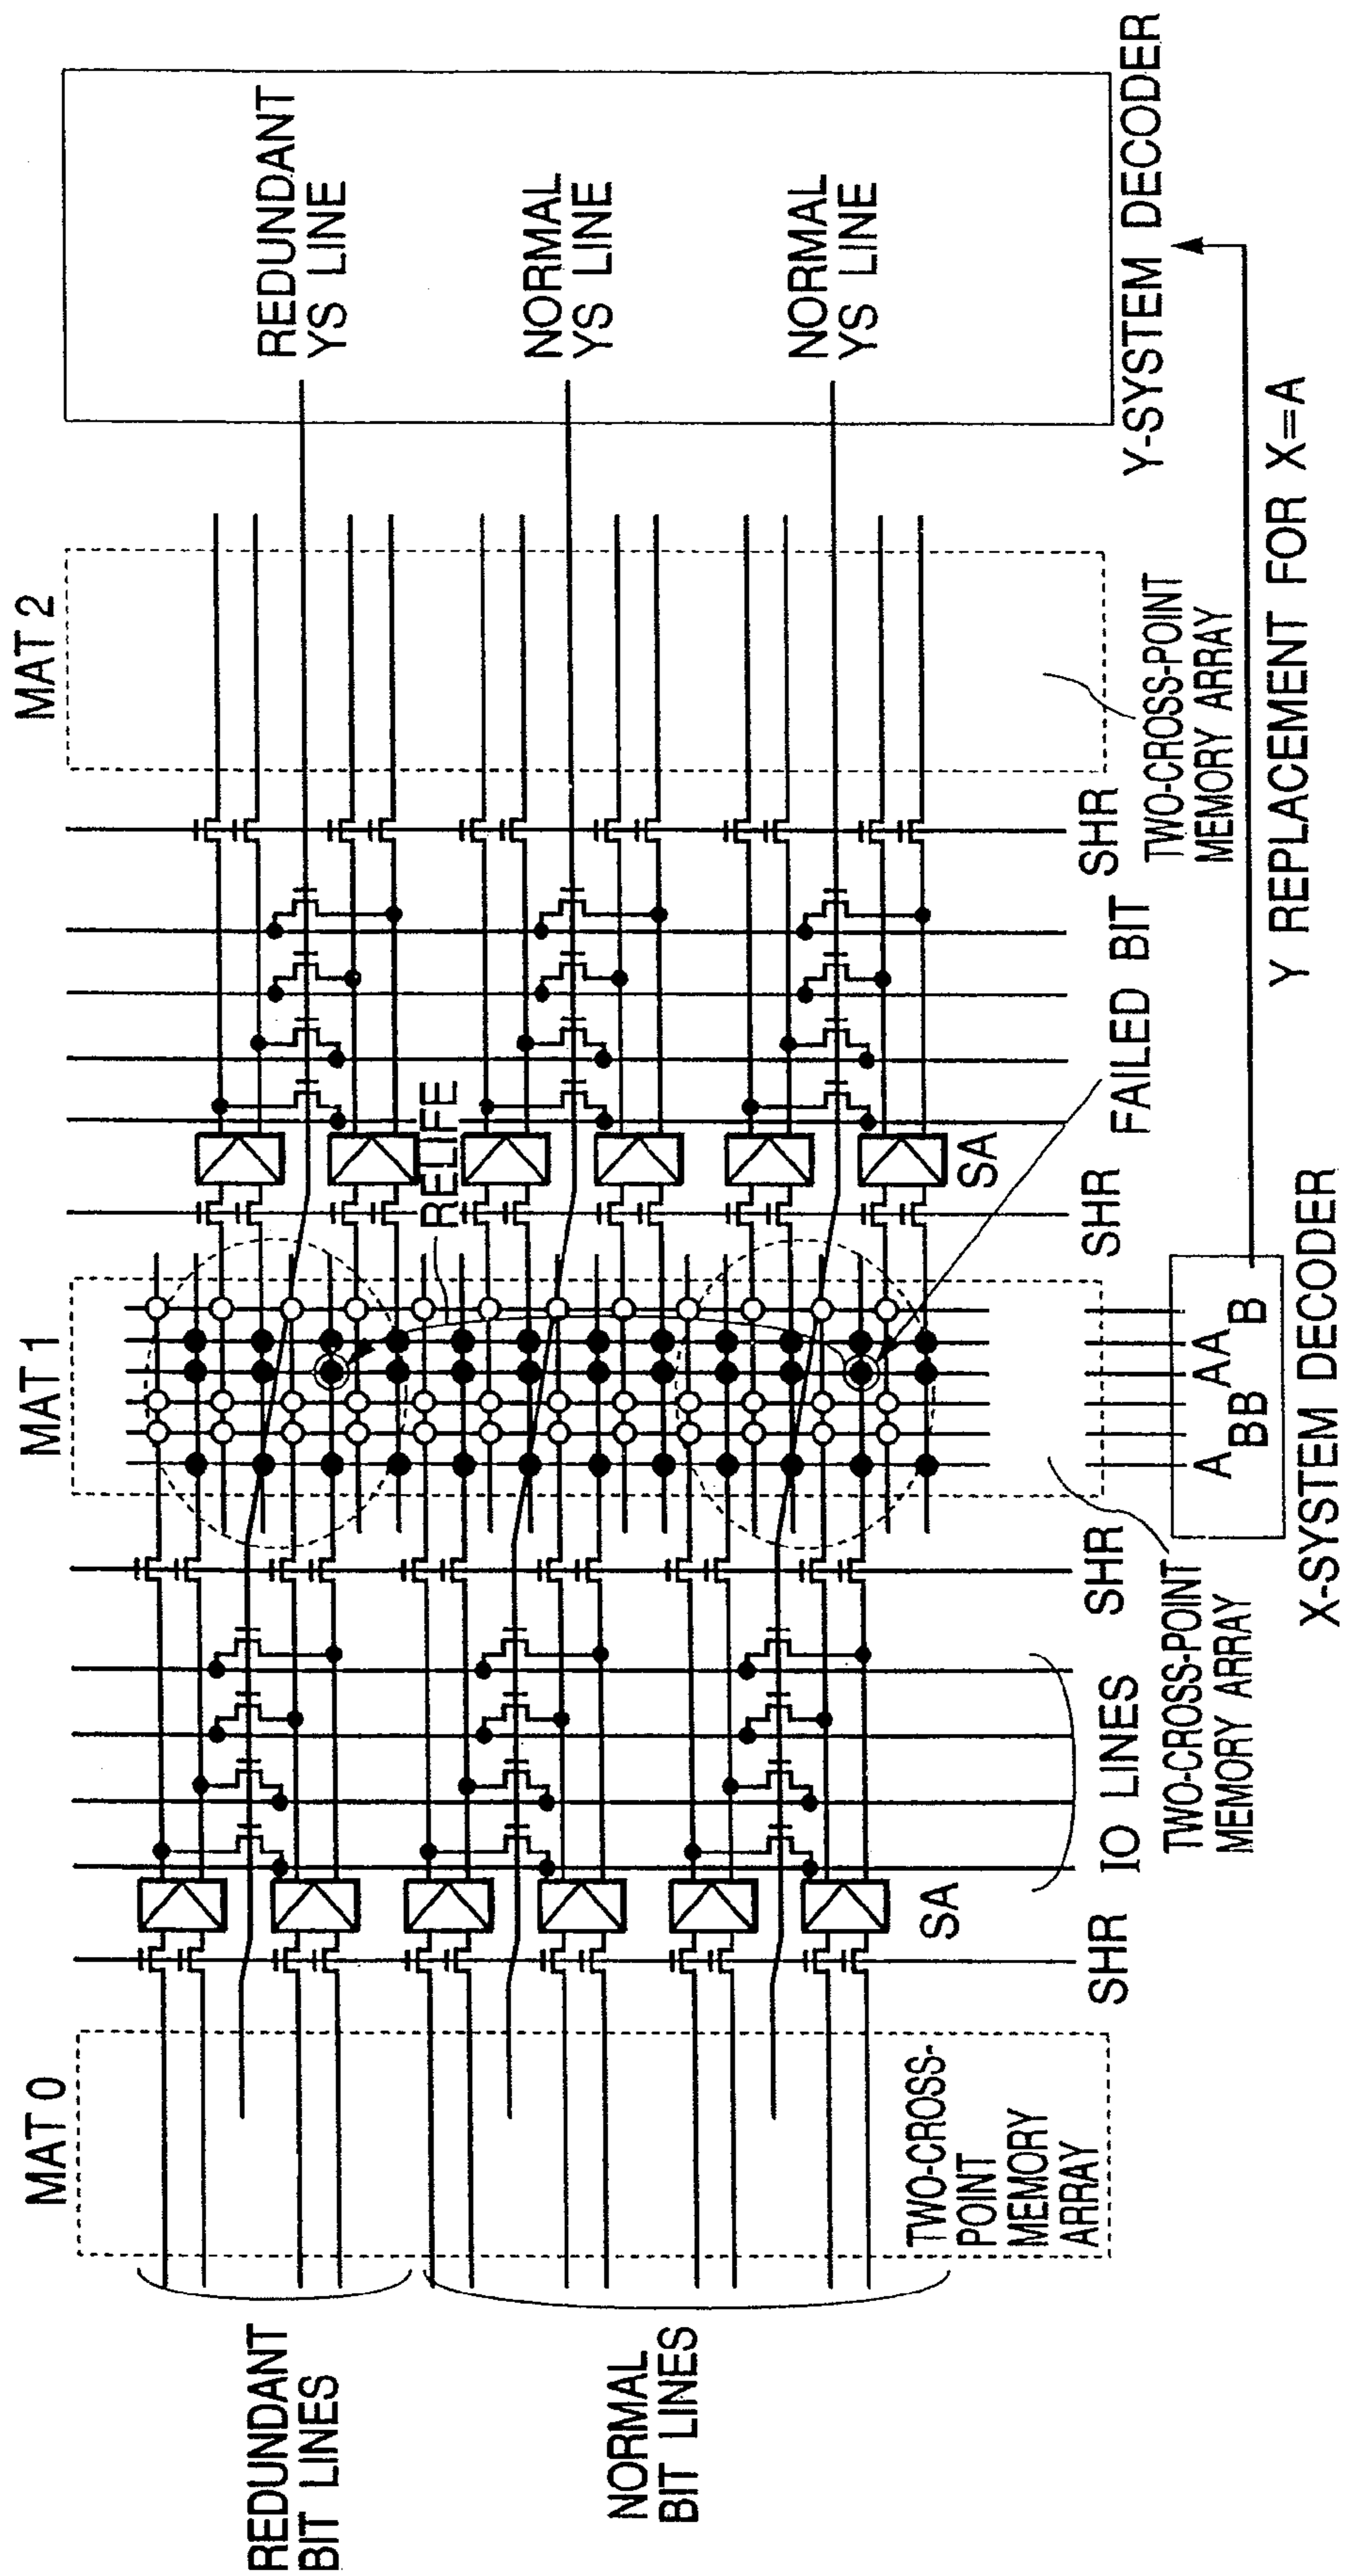 MAT 0
MAT 1
MAT 2
REDUNDANT
BIT LINES
NORMAL
BIT LINES
REDUNDANT
YS LINE
NORMAL
YS LINE
NORMAL
YS LINE
RELIFE
TWO-CROSS-
POINT
MEMORY
ARRAY
SA
SA
SHR
IO LINES
SHR
SHR
FAILED BIT
SHR
Y-SYSTEM DECODER
TWO-CROSS-POINT
MEMORY ARRAY
TWO-CROSS-POINT
MEMORY ARRAY
A
BB
AA
B
X-SYSTEM DECODER
Y REPLACEMENT FOR X=A